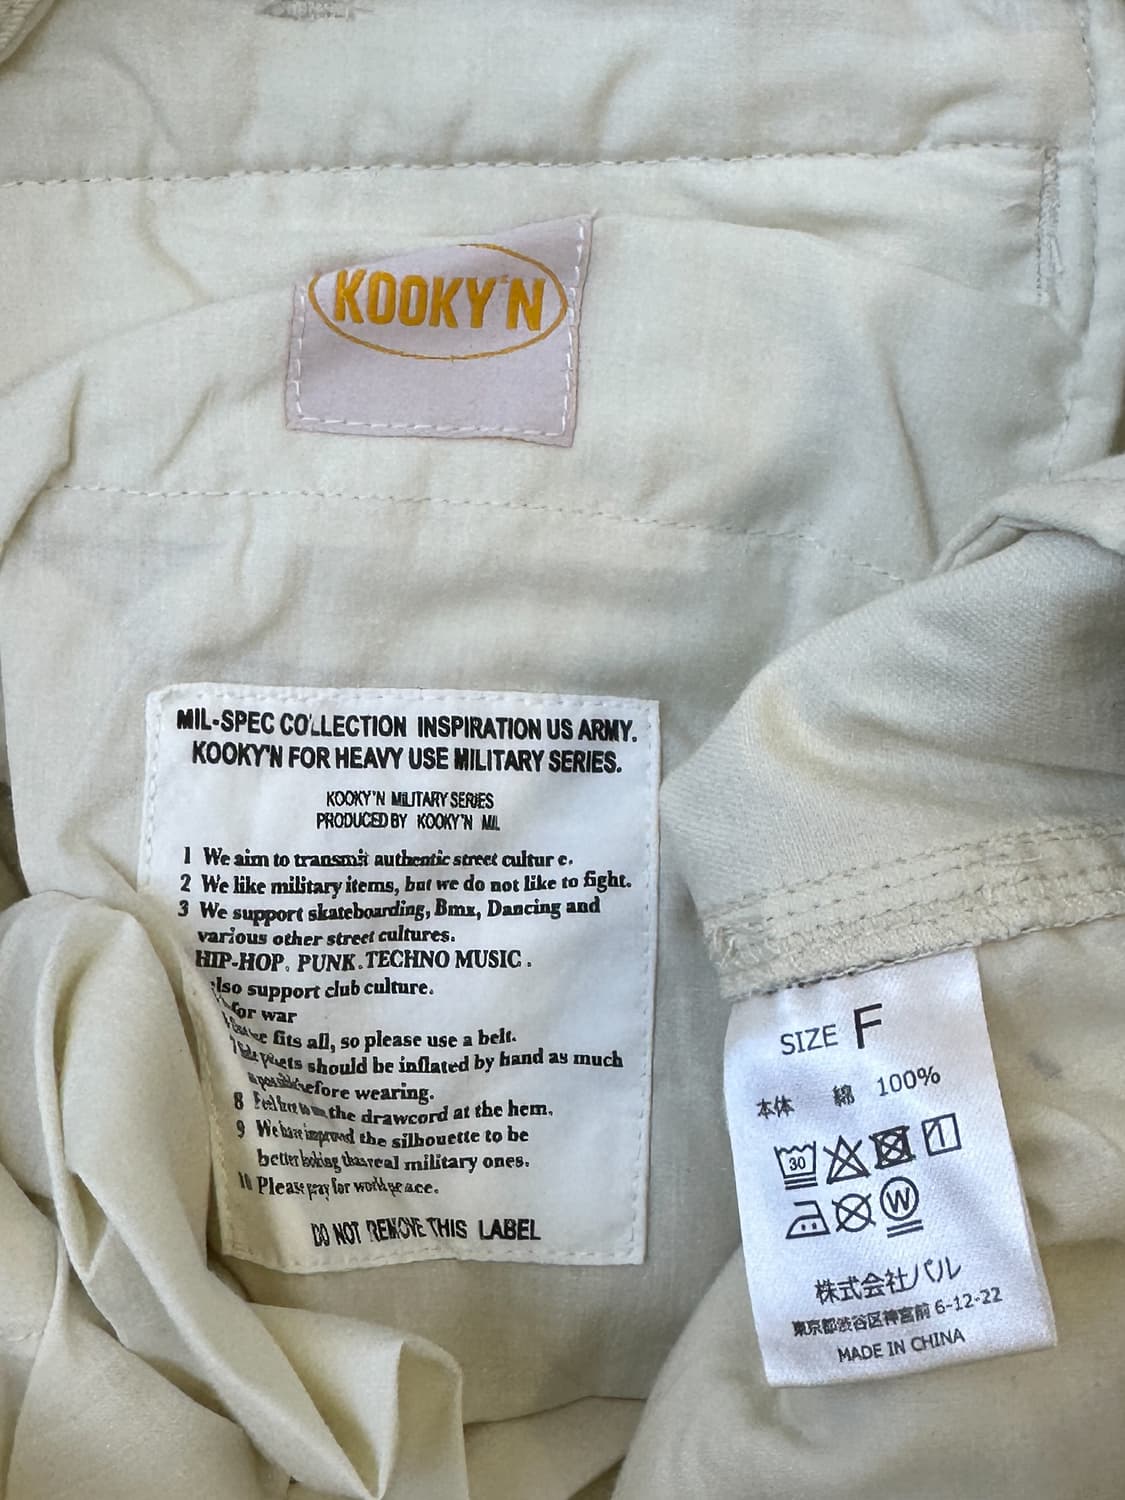 KOOKY'N
MIL-SPEC COLLECTION INSPIRATION US ARMY.
KOOKY'N FOR HEAVY USE MILITARY SERIES.
KOOKY'N MILITARY SERIES
PRODUCED BY KOOKY'N MIL
1 We aim to transmit authentic street cultur e.
2 We like military items, but we do not like to fight.
3 We support skateboarding, Bmx, Dancing and
various other street cultures.
HIP-HOP. PUNK.TECHNO MUSIC.
also support club culture.
for war
fits all, so please use a belt.
7 should be inflated by hand as much
before wearing.
8 Feel free to the drawcord at the hem.
9 We have improved the silhouette to be
better looking than real military ones.
10 Please pray for peace.
DO NOT REMOVE THIS LABEL
SIZE F
本体 綿 100%
30
W
株式会社パル
東京都渋谷区神宮前 6-12-22
MADE IN CHINA